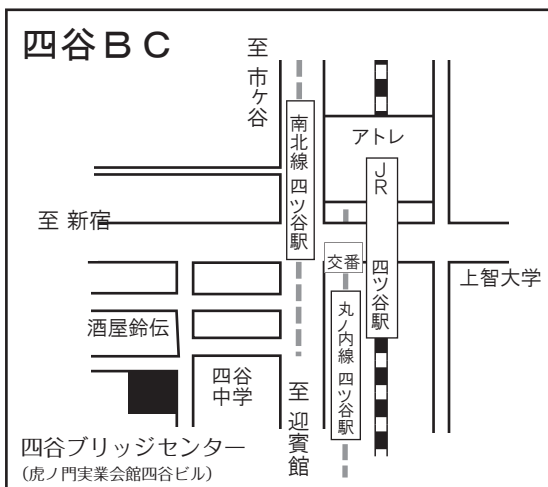 四谷BC
至 市ヶ谷
南北線 四ツ谷駅
アトレ
JR 四ツ谷駅
至 新宿
交番
上智大学
丸ノ内線 四ツ谷駅
酒屋鈴伝
四谷
中学
至 迎賓館
四谷ブリッジセンター
(虎ノ門実業会館四谷ビル)